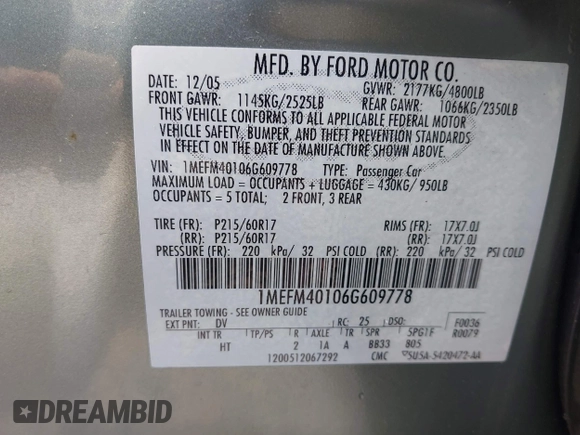 MFD. BY FORD MOTOR CO.
DATE: 12/05 GVWR: 2177KG/4800LB
FRONT GAWR: 1145KG/2525LB REAR GAWR: 1066KG/2350LB
THIS VEHICLE CONFORMS TO ALL APPLICABLE FEDERAL MOTOR
VEHICLE SAFETY, BUMPER, AND THEFT PREVENTION STANDARDS
IN EFFECT ON THE DATE OF MANUFACTURE SHOWN ABOVE.
VIN: 1MEFM40106G609778 TYPE: Passenger Car
MAXIMUM LOAD = OCCUPANTS + LUGGAGE = 430KG/ 950LB
OCCUPANTS = 5 TOTAL; 2 FRONT, 3 REAR
TIRE (FR): P215/60R17 RIMS (FR): 17X7.0J
(RR): P215/60R17 (RR): 17X7.0J
PRESSURE (FR): 220 kPa/ 32 PSI COLD (RR): 220 kPa/ 32 PSI COLD
1MEFM40106G609778
TRAILER TOWING - SEE OWNER GUIDE
EXT PNT: DV RC: 25 DSO: F0036
INT TR TP/PS R AXLE TR SPR SPGTF R0079
HT 2 1A A BB33 BD5
1200512067292 CMC 5U5A-5420472-AA
DREAMBID